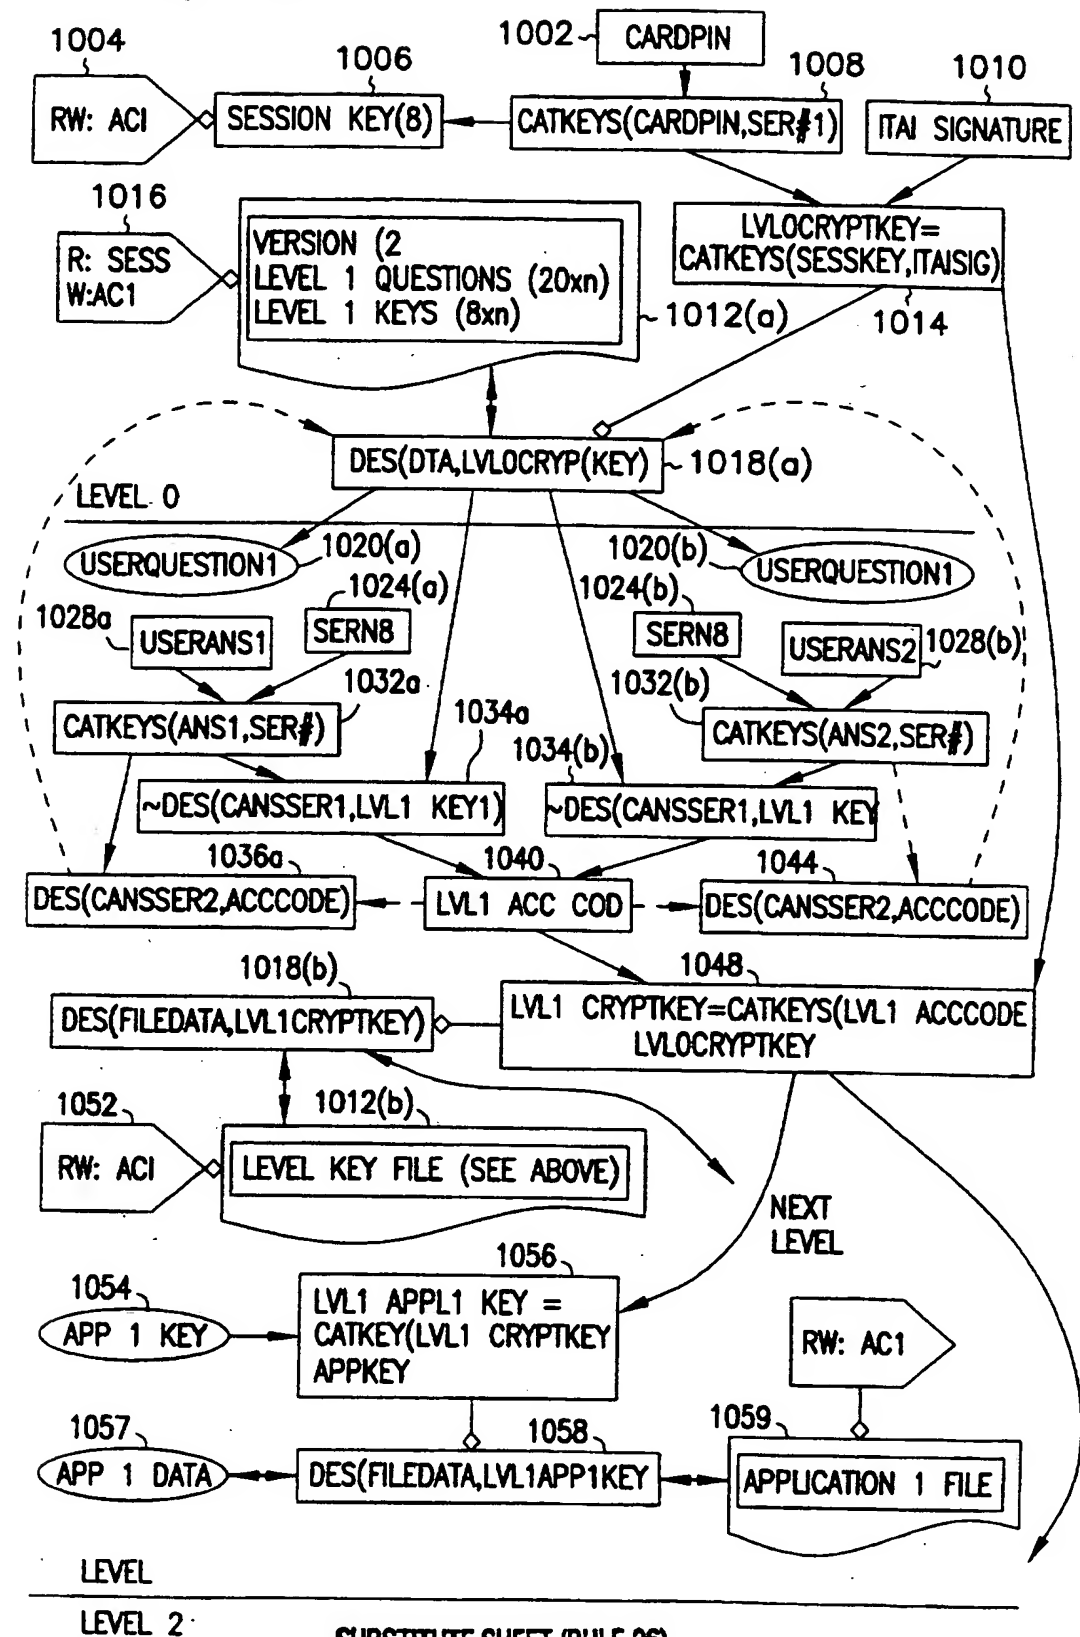 1004
1002
CARDPIN
1006
1008
1010
RW: ACI
SESSION KEY(8)
CATKEYS(CARDPIN,SER#1)
ITAI SIGNATURE
1016
R: SESS
W:AC1
VERSION (2
LEVEL 1 QUESTIONS (20xn)
LEVEL 1 KEYS (8xn)
1012(a)
LVLOCRYPTKEY=
CATKEYS(SESSKEY,ITAISIG)
1014
DES(DTA,LVLOCRYP(KEY)
1018(a)
LEVEL 0
USERQUESTION1
1020(a)
1020(b)
USERQUESTION1
1028a
USERANS1
1024(a)
SERN8
1024(b)
SERN8
USERANS2
1028(b)
1032a
CATKEYS(ANS1,SER#)
1032(b)
CATKEYS(ANS2,SER#)
1034a
1034(b)
~DES(CANSSER1,LVL1 KEY1)
~DES(CANSSER1,LVL1 KEY
1036a
1040
1044
DES(CANSSER2,ACCCODE)
LVL1 ACC COD
DES(CANSSER2,ACCCODE)
1018(b)
1048
DES(FILEDATA,LVL1CRYPTKEY)
LVL1 CRYPTKEY=CATKEYS(LVL1 ACCCODE
LVLOCRYPTKEY
1052
1012(b)
RW: ACI
LEVEL KEY FILE (SEE ABOVE)
NEXT
LEVEL
1054
1056
APP 1 KEY
LVL1 APPL1 KEY =
CATKEY(LVL1 CRYPTKEY
APPKEY
RW: AC1
1057
1058
1059
APP 1 DATA
DES(FILEDATA,LVL1APP1KEY
APPLICATION 1 FILE
LEVEL
LEVEL 2
SUBSTITUTE SHEET (RULE 26)